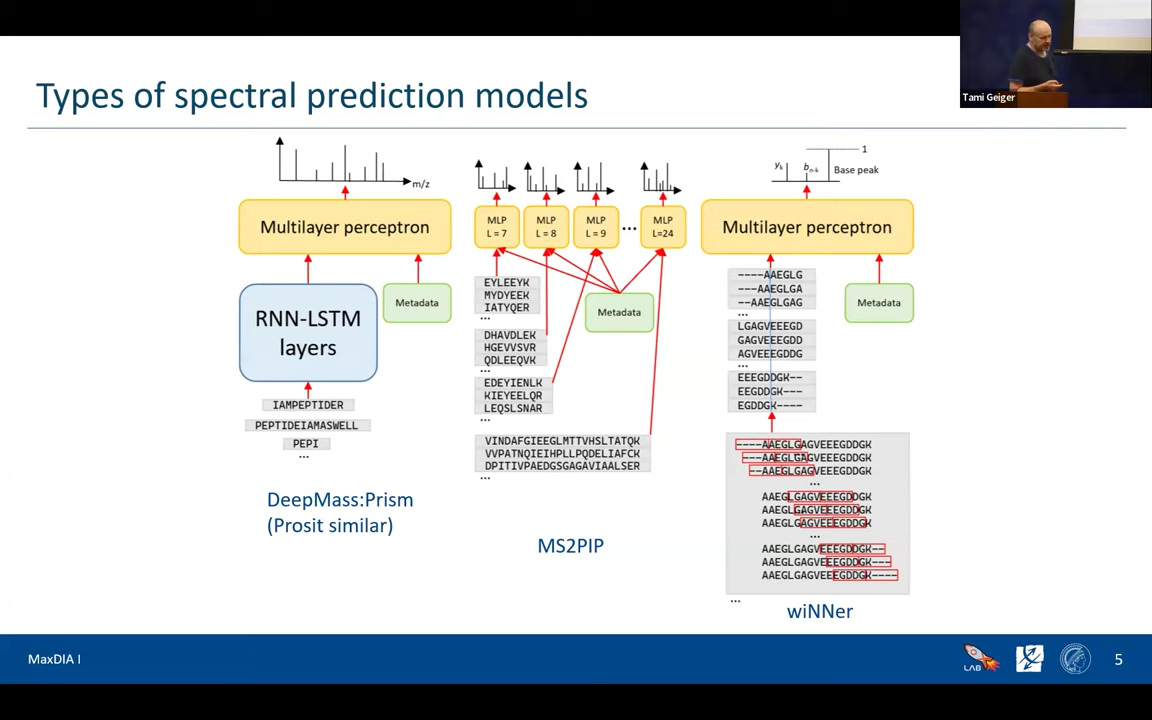 Tami Geiger
Types of spectral prediction models
m/z
Multilayer perceptron
Metadata
RNN-LSTM
layers
IAMPEPTIDER
PEPTIDEIAMASWELL
PEPI
...
DeepMass:Prism
(Prosit similar)
MLP
L = 7
MLP
L = 8
MLP
L = 9
...
MLP
L=24
EYLEEYK
MYDYEEK
IATYQER
...
DHAVDLEK
HGEVVSVR
QDLEEQVK
...
EDEYIENLK
KIEYEELQR
LEQSLSNAR
...
VINDAFGIEEGLMTTVHSLTATQK
VVPATNQIEIHPLLPQDELIAFCK
DPITIVPAEDGSGAGAVIAALSER
...
Metadata
MS2PIP
yk
bn-k
1
Base peak
Multilayer perceptron
Metadata
----AAEGLG
---AAEGLGA
--AAEGLGAG
...
LGAGVEEEGD
GAGVEEEGDD
AGVEEEGDDG
...
EEEGDDGK--
EEGDDGK---
EGDDGK----
----AAEGLGAGVEEEGDDGK
---AAEGLGAGVEEEGDDGK
--AAEGLGAGVEEEGDDGK
...
AAEGLGAGVEEEGDDGK
AAEGLGAGVEEEGDDGK
AAEGLGAGVEEEGDDGK
...
AAEGLGAGVEEEGDDGK--
AAEGLGAGVEEEGDDGK---
AAEGLGAGVEEEGDDGK----
...
wiNNer
MaxDIA I
LAB
5